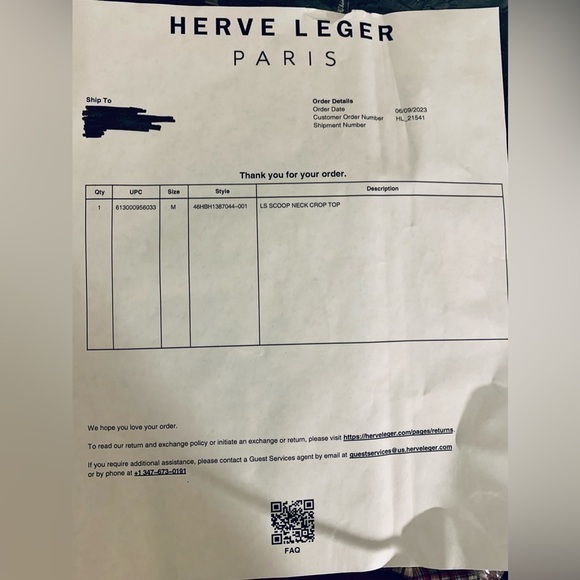 HERVE LEGER
PARIS
Ship To
Order Details
Order Date 06/09/2023
Customer Order Number HL_21541
Shipment Number
Thank you for your order.
Qty UPC Size Style Description
1 613000956033 M 46HBH1387044-001 LS SCOOP NECK CROP TOP
We hope you love your order.
To read our return and exchange policy or initiate an exchange or return, please visit https://herveleger.com/pages/returns.
If you require additional assistance, please contact a Guest Services agent by email at guestservices@us.herveleger.com
or by phone at +1 347-673-0191
FAQ